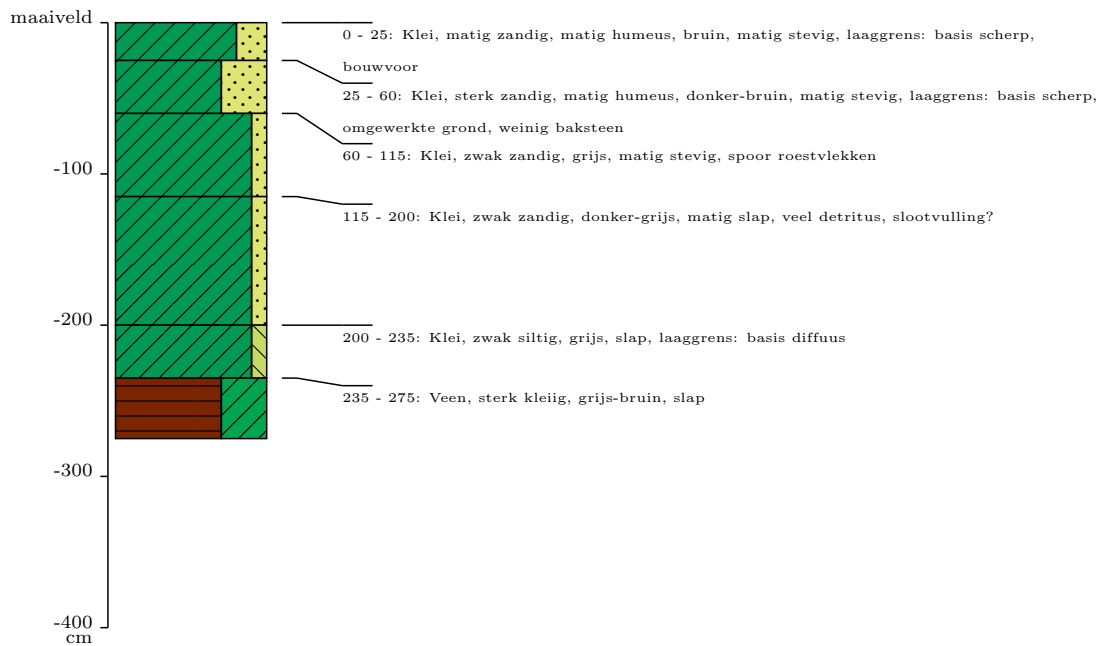 maaiveld
0 - 25: Klei, matig zandig, matig humeus, bruin, matig stevig, laaggrens: basis scherp,
bouwvoor
25 - 60: Klei, sterk zandig, matig humeus, donker-bruin, matig stevig, laaggrens: basis scherp,
omgewerkte grond, weinig baksteen
60 - 115: Klei, zwak zandig, grijs, matig stevig, spoor roestvlekken
-100
115 - 200: Klei, zwak zandig, donker-grijs, matig slap, veel detritus, slootvulling?
-200
200 - 235: Klei, zwak siltig, grijs, slap, laaggrens: basis diffuus
235 - 275: Veen, sterk kleiig, grijs-bruin, slap
-300
-400
cm